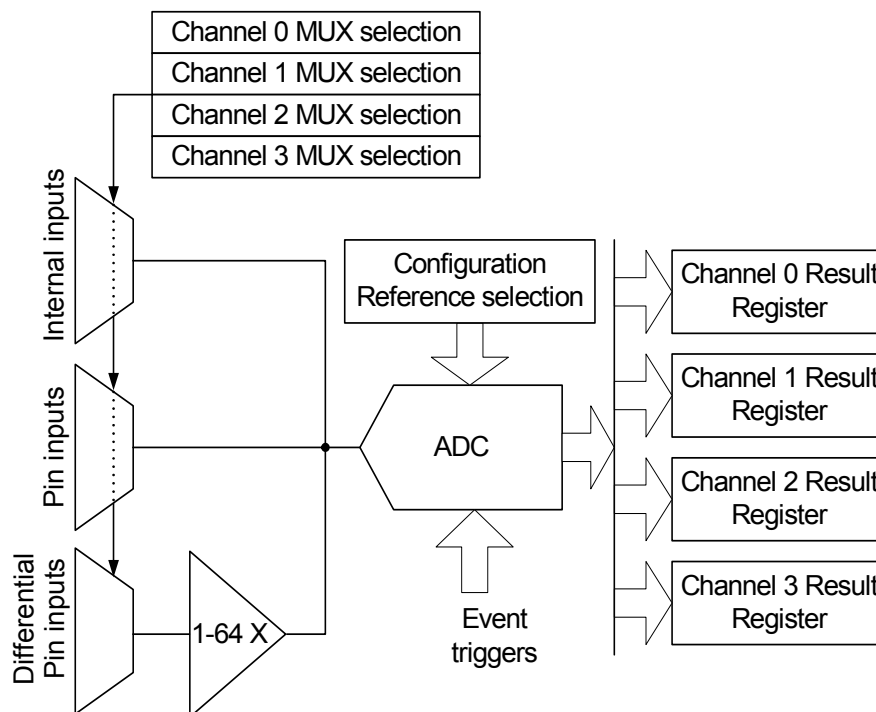 Channel 0 MUX selection
Channel 1 MUX selection
Channel 2 MUX selection
Channel 3 MUX selection
Internal inputs
Pin inputs
Differential
Pin inputs
1-64 X
Configuration
Reference selection
ADC
Event
triggers
Channel 0 Result
Register
Channel 1 Result
Register
Channel 2 Result
Register
Channel 3 Result
Register